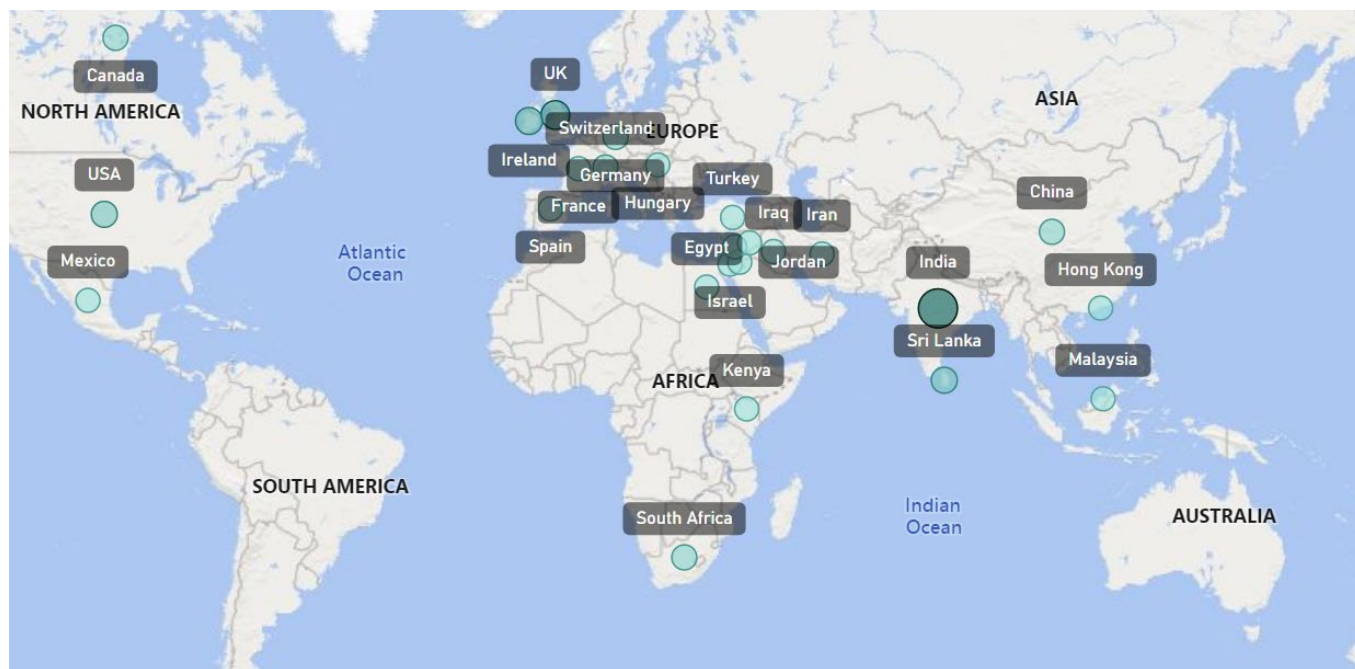 Canada
NORTH AMERICA
USA
Mexico
Atlantic
Ocean
SOUTH AMERICA
UK
Switzerland
EUROPE
Ireland
Germany
Turkey
France
Hungary
Iraq
Iran
Spain
Egypt
Jordan
Israel
AFRICA
Kenya
South Africa
ASIA
China
India
Hong Kong
Sri Lanka
Malaysia
Indian
Ocean
AUSTRALIA